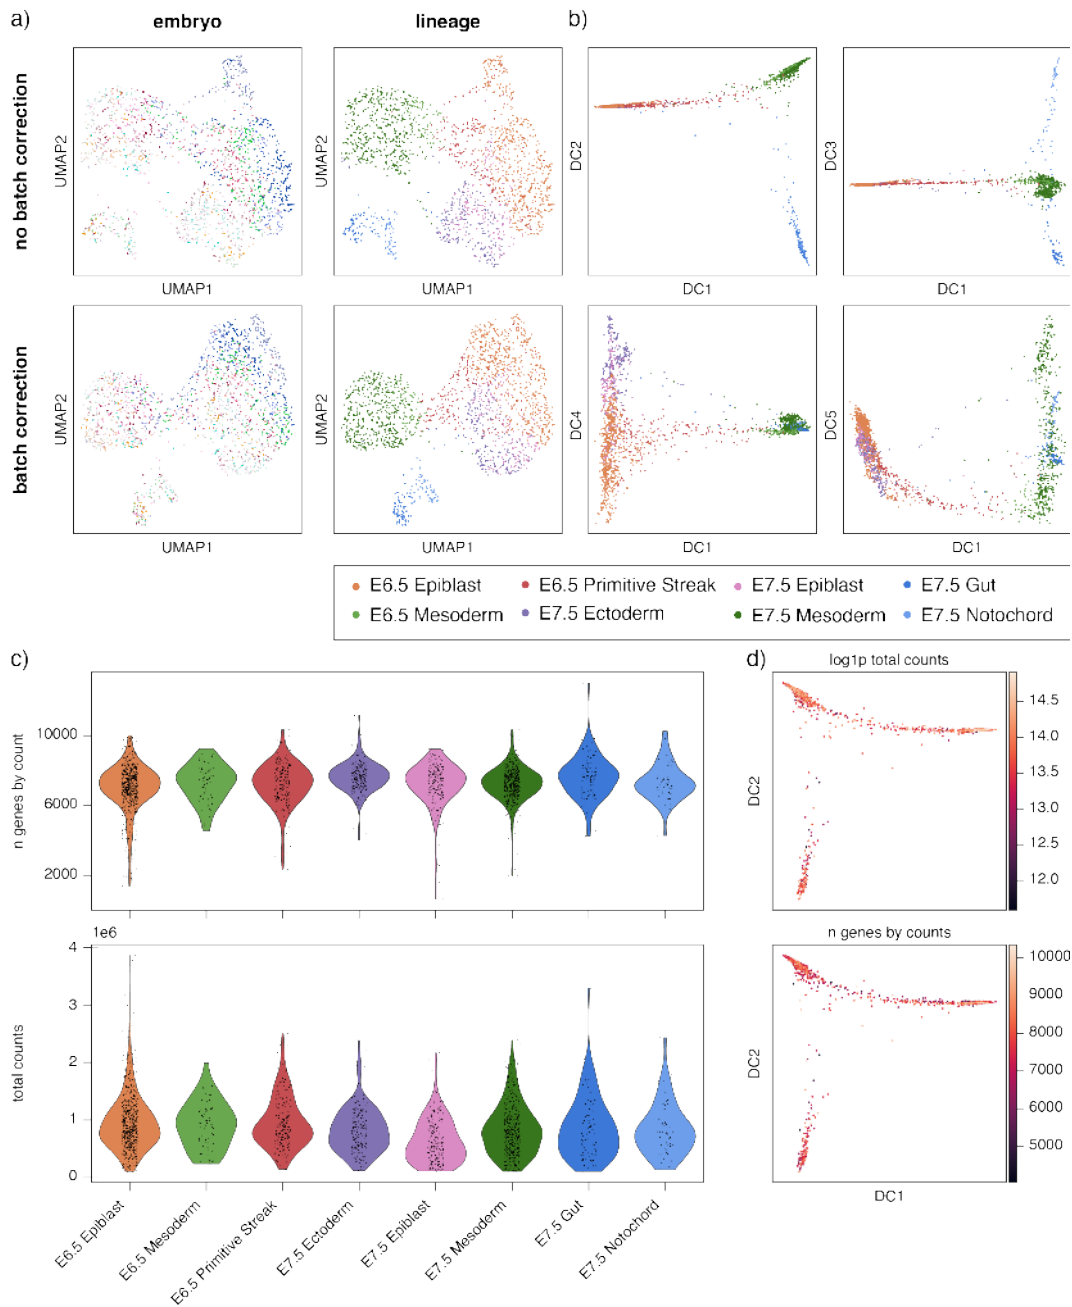 a)
embryo
lineage
b)
no batch correction
UMAP2
UMAP2
DC2
DC3
UMAP1
UMAP1
DC1
DC1
batch correction
UMAP2
UMAP2
DC4
DC5
UMAP1
UMAP1
DC1
DC1
E6.5 Epiblast
E6.5 Primitive Streak
E7.5 Epiblast
E7.5 Gut
E6.5 Mesoderm
E7.5 Ectoderm
E7.5 Mesoderm
E7.5 Notochord
c)
n genes by count
10000
6000
2000
1e6
total counts
4
3
2
1
0
E6.5 Epiblast
E6.5 Mesoderm
E6.5 Primitive Streak
E7.5 Ectoderm
E7.5 Epiblast
E7.5 Mesoderm
E7.5 Gut
E7.5 Notochord
d)
log1p total counts
DC2
14.5
14.0
13.5
13.0
12.5
12.0
n genes by counts
DC2
10000
9000
8000
7000
6000
5000
DC1